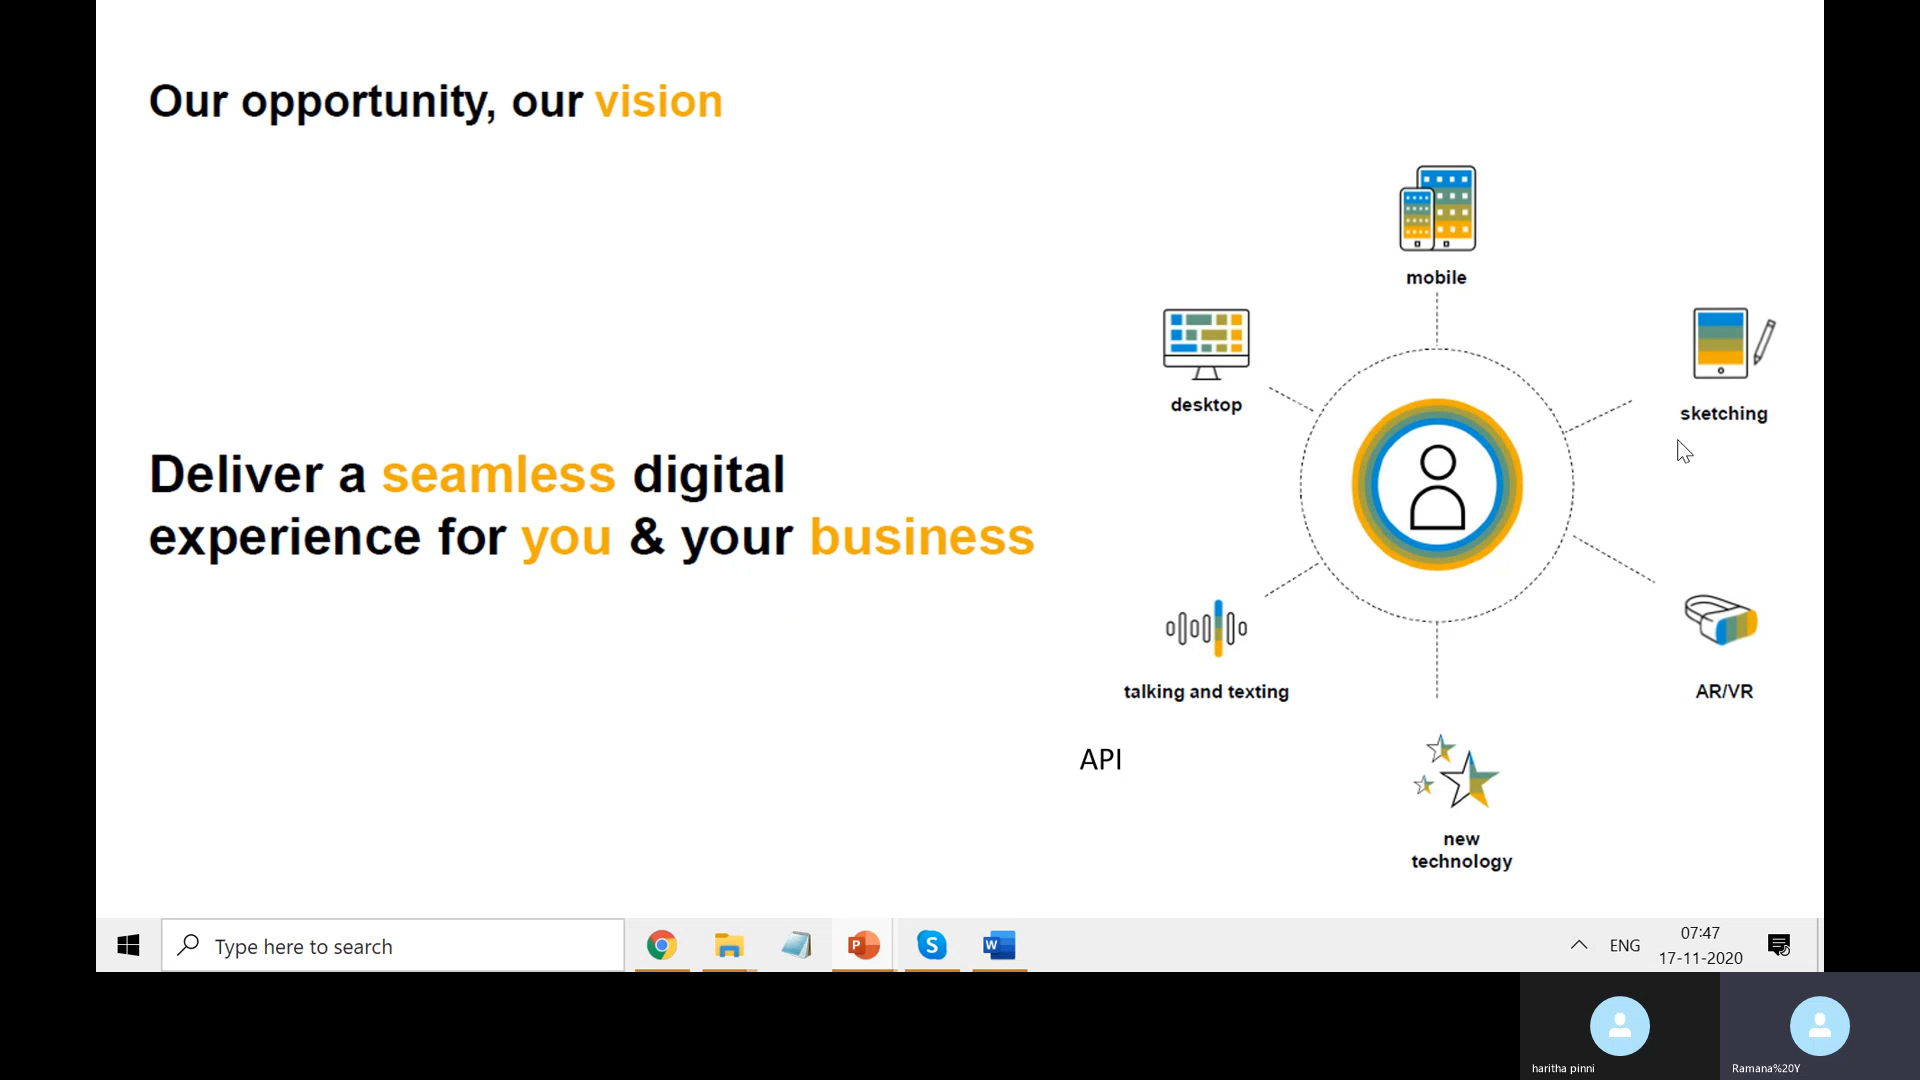 Our opportunity, our vision
mobile
desktop
sketching
Deliver a seamless digital
experience for you & your business
talking and texting
AR/VR
API
new
technology
Type here to search
P
S
W
ENG
07:47
17-11-2020
haritha pinni
Ramana%20Y